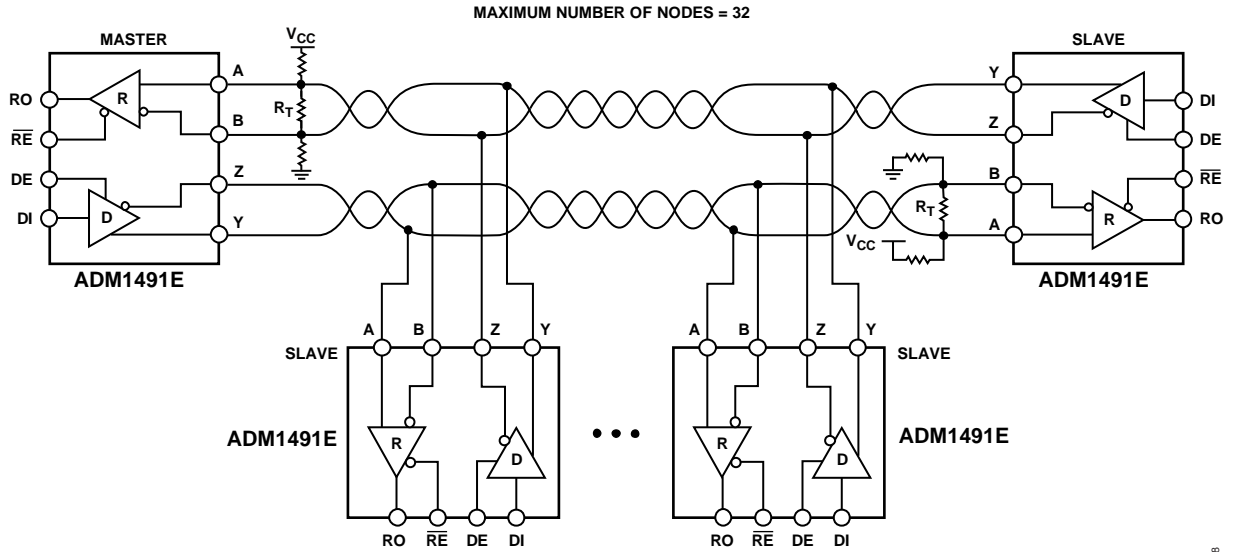 MAXIMUM NUMBER OF NODES = 32
MASTER
VCC
SLAVE
A
Y
RO
R
RT
D
DI
B
Z
RE
DE
DE
Z
B
RE
DI
D
RT
R
RO
Y
VCC
A
ADM1491E
ADM1491E
A
B
Z
Y
A
B
Z
Y
SLAVE
SLAVE
ADM1491E
R
D
...
R
D
ADM1491E
RO
RE
DE
DI
RO
RE
DE
DI
8